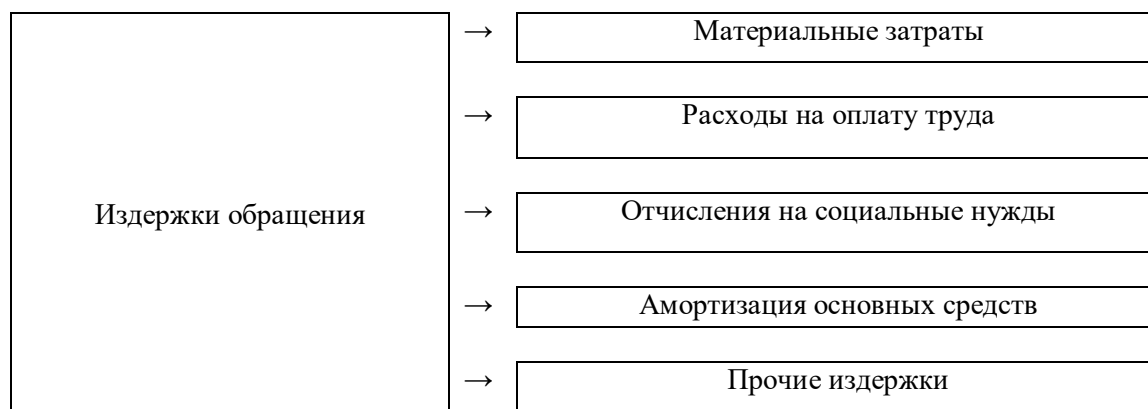 Издержки обращения
→ Материальные затраты
→ Расходы на оплату труда
→ Отчисления на социальные нужды
→ Амортизация основных средств
→ Прочие издержки